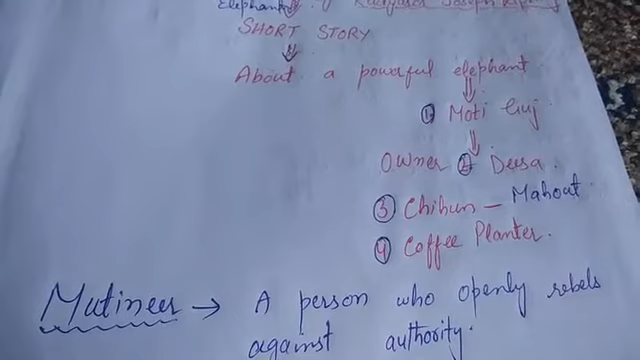 Elephant
SHORT STORY
About a powerful elephant
① Moti Guj
Owner ② Deesa.
③ Chihun – Mahout
④ Coffee Planter.
Mutineer → A person who openly rebels
against authority.